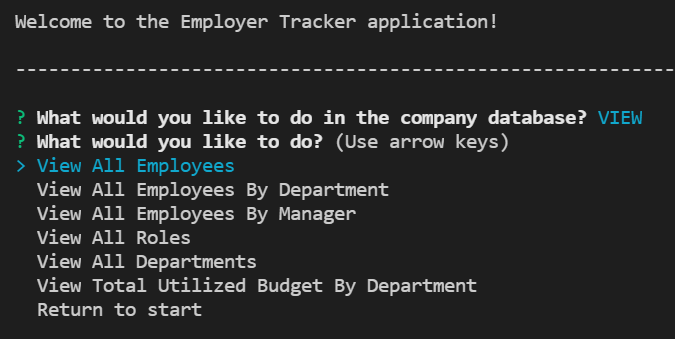 Welcome to the Employer Tracker application!
------------------------------------------------------------
? What would you like to do in the company database? VIEW
? What would you like to do? (Use arrow keys)
> View All Employees
View All Employees By Department
View All Employees By Manager
View All Roles
View All Departments
View Total Utilized Budget By Department
Return to start